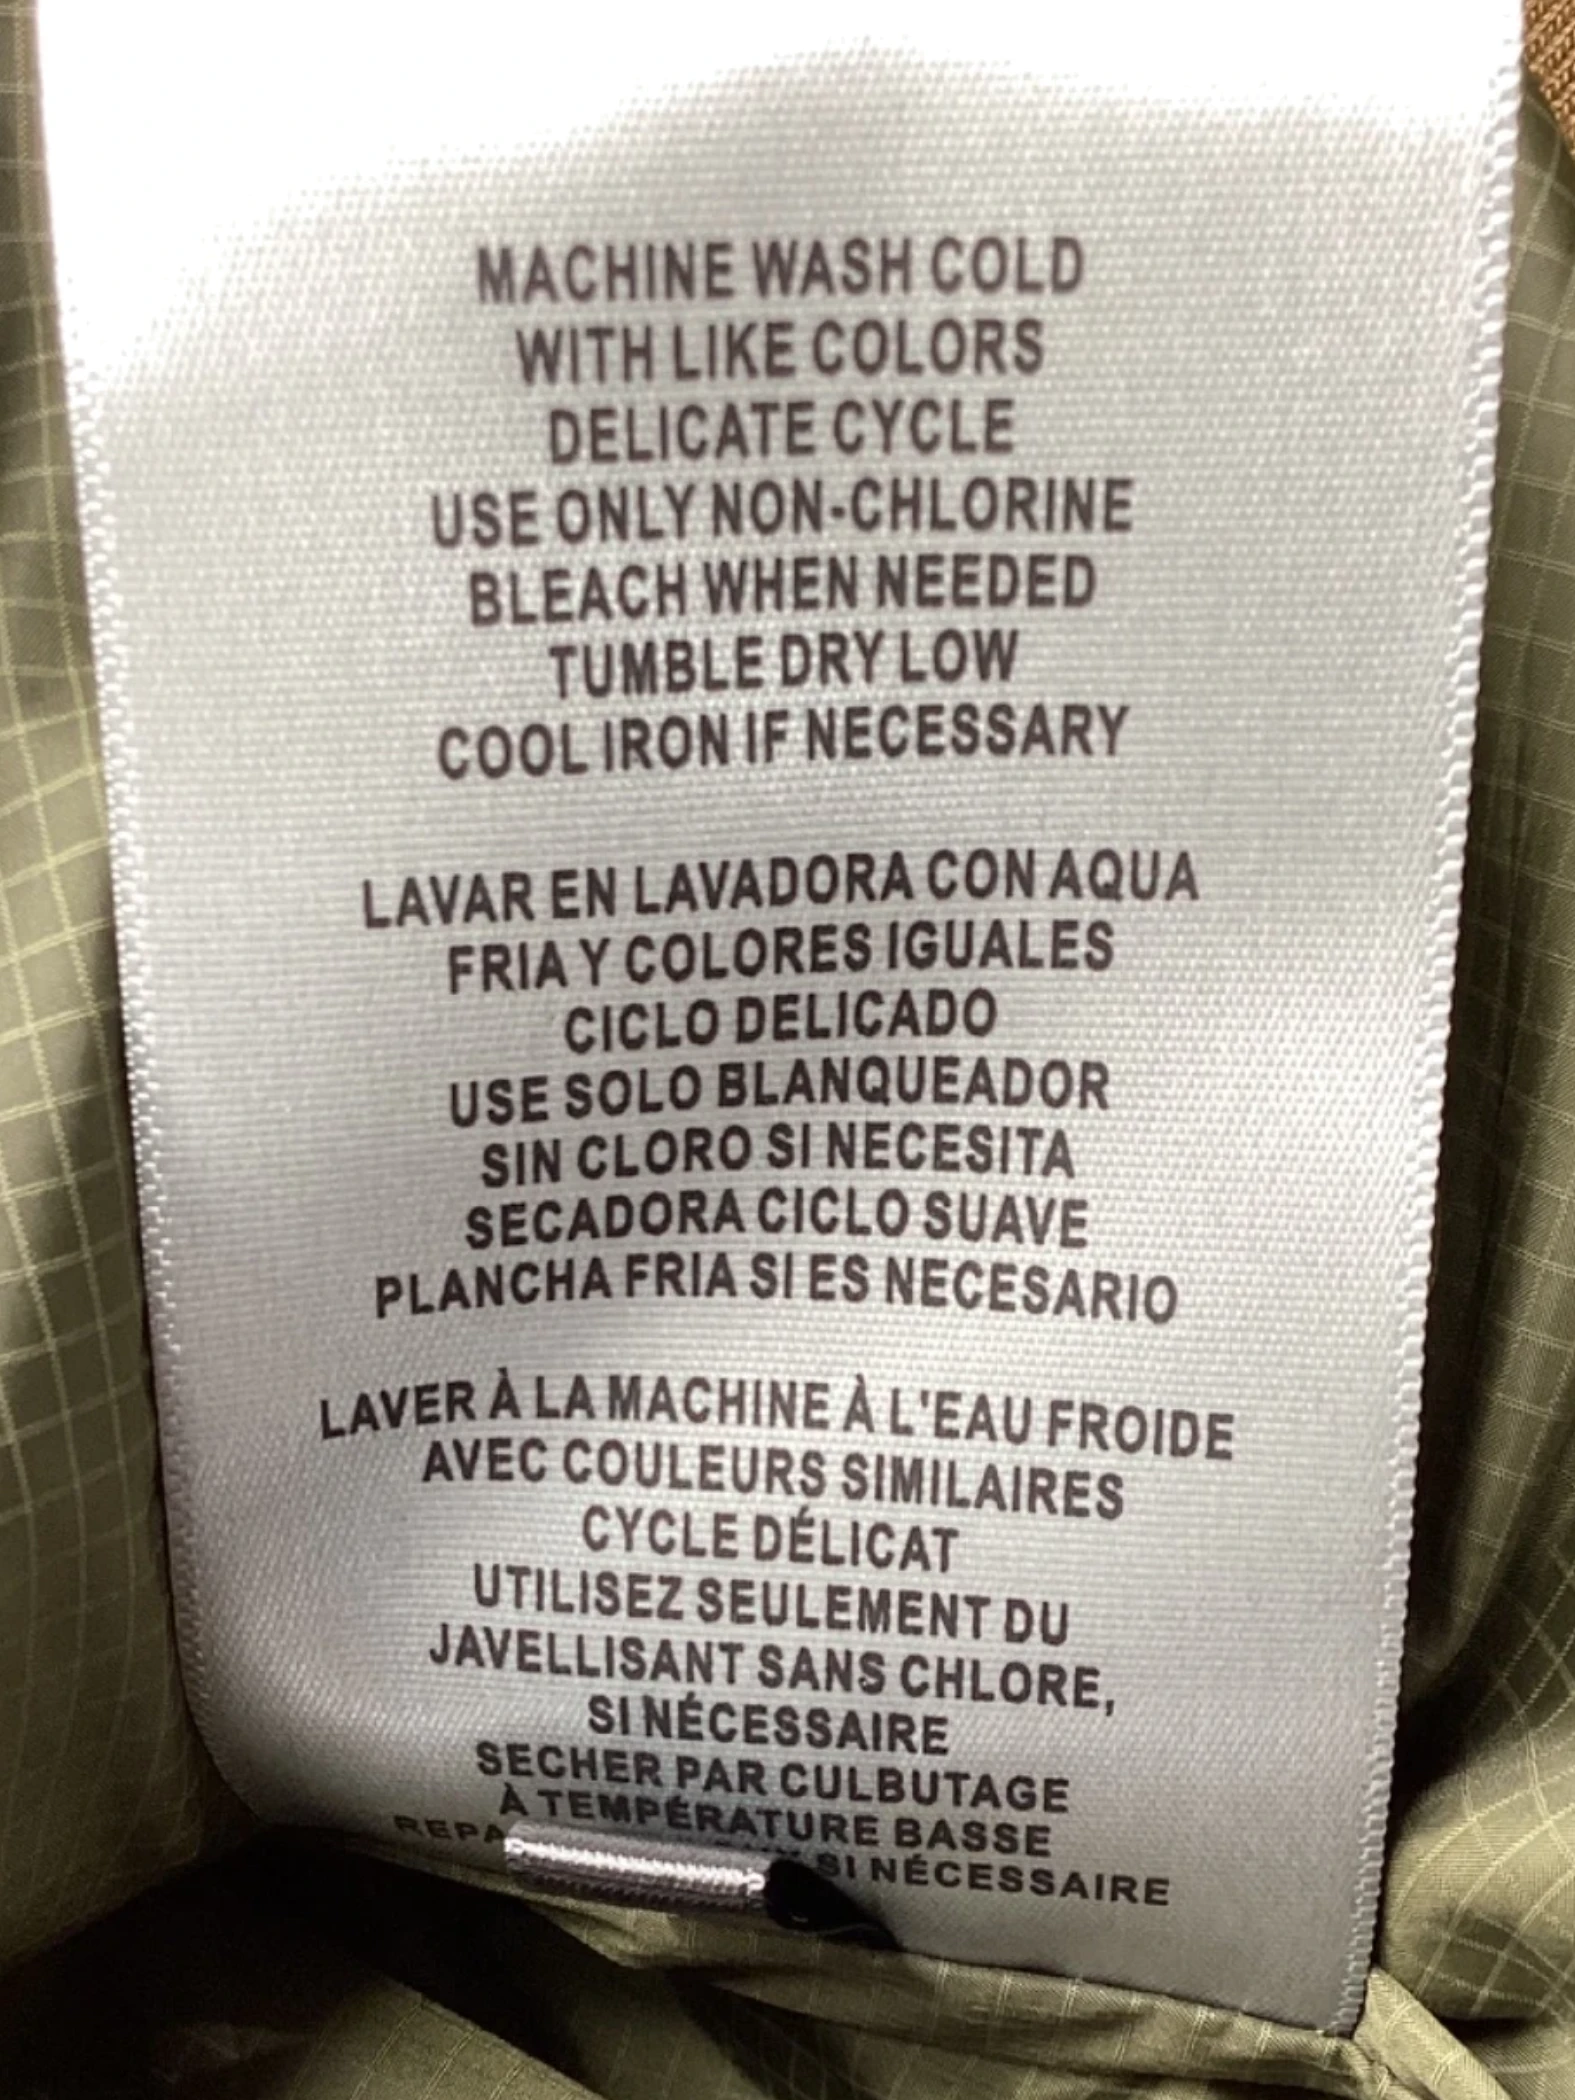 MACHINE WASH COLD
WITH LIKE COLORS
DELICATE CYCLE
USE ONLY NON-CHLORINE
BLEACH WHEN NEEDED
TUMBLE DRY LOW
COOL IRON IF NECESSARY
LAVAR EN LAVADORA CON AQUA
FRIA Y COLORES IGUALES
CICLO DELICADO
USE SOLO BLANQUEADOR
SIN CLORO SI NECESITA
SECADORA CICLO SUAVE
PLANCHA FRIA SI ES NECESARIO
LAVER À LA MACHINE À L'EAU FROIDE
AVEC COULEURS SIMILAIRES
CYCLE DÉLICAT
UTILISEZ SEULEMENT DU
JAVELLISANT SANS CHLORE,
SI NÉCESSAIRE
SECHER PAR CULBUTAGE
À TEMPÉRATURE BASSE
SI NÉCESSAIRE